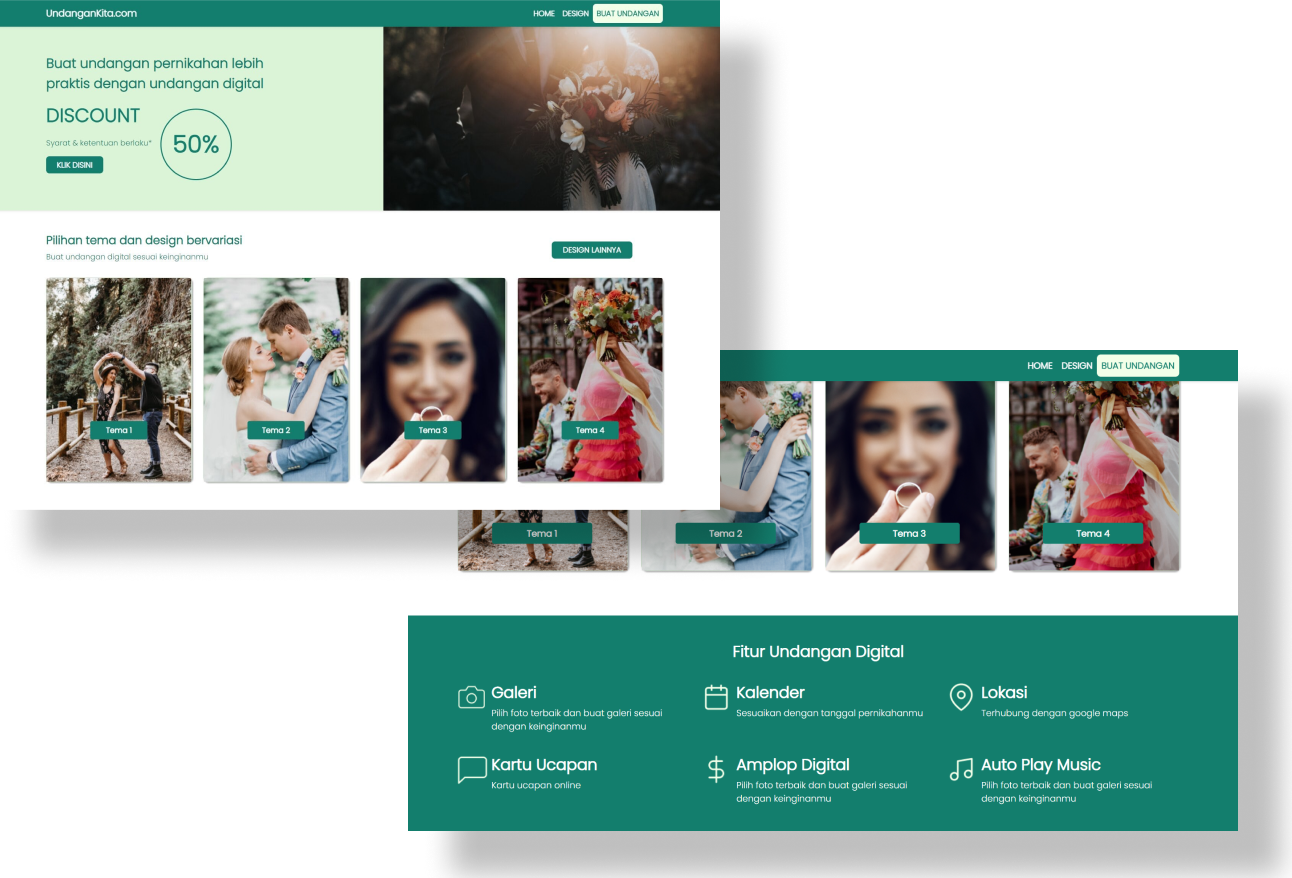 UndanganKita.com
HOME DESIGN BUAT UNDANGAN
Buat undangan pernikahan lebih
praktis dengan undangan digital
DISCOUNT
50%
Syarat & ketentuan berlaku*
KLIK DISINI
Pilihan tema dan design bervariasi
Buat undangan digital sesuai keinginanmu
DESIGN LAINNYA
Tema 1 Tema 2 Tema 3 Tema 4
HOME DESIGN BUAT UNDANGAN
Tema 1 Tema 2 Tema 3 Tema 4
Fitur Undangan Digital
Galeri
Pilih foto terbaik dan buat galeri sesuai
dengan keinginanmu
Kalender
Sesuaikan dengan tanggal pernikahanmu
Lokasi
Terhubung dengan google maps
Kartu Ucapan
Kartu ucapan online
Amplop Digital
Pilih foto terbaik dan buat galeri sesuai
dengan keinginanmu
Auto Play Music
Pilih foto terbaik dan buat galeri sesuai
dengan keinginanmu